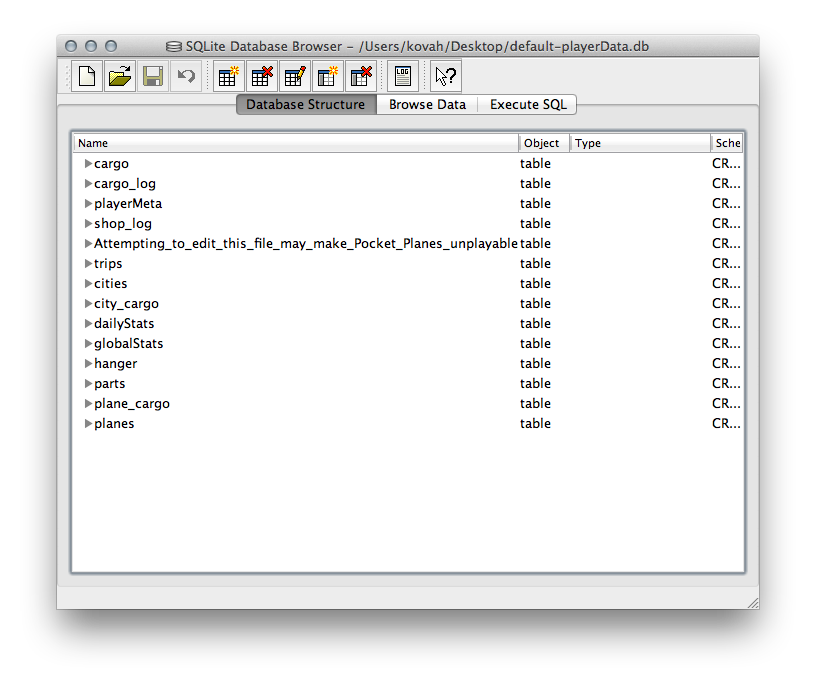 SQLite Database Browser – /Users/kovah/Desktop/default-playerData.db
LOG
Database Structure Browse Data Execute SQL
Name Object Type Sche
cargo table CR...
cargo_log table CR...
playerMeta table CR...
shop_log table CR...
Attempting_to_edit_this_file_may_make_Pocket_Planes_unplayable table CR...
trips table CR...
cities table CR...
city_cargo table CR...
dailyStats table CR...
globalStats table CR...
hanger table CR...
parts table CR...
plane_cargo table CR...
planes table CR...